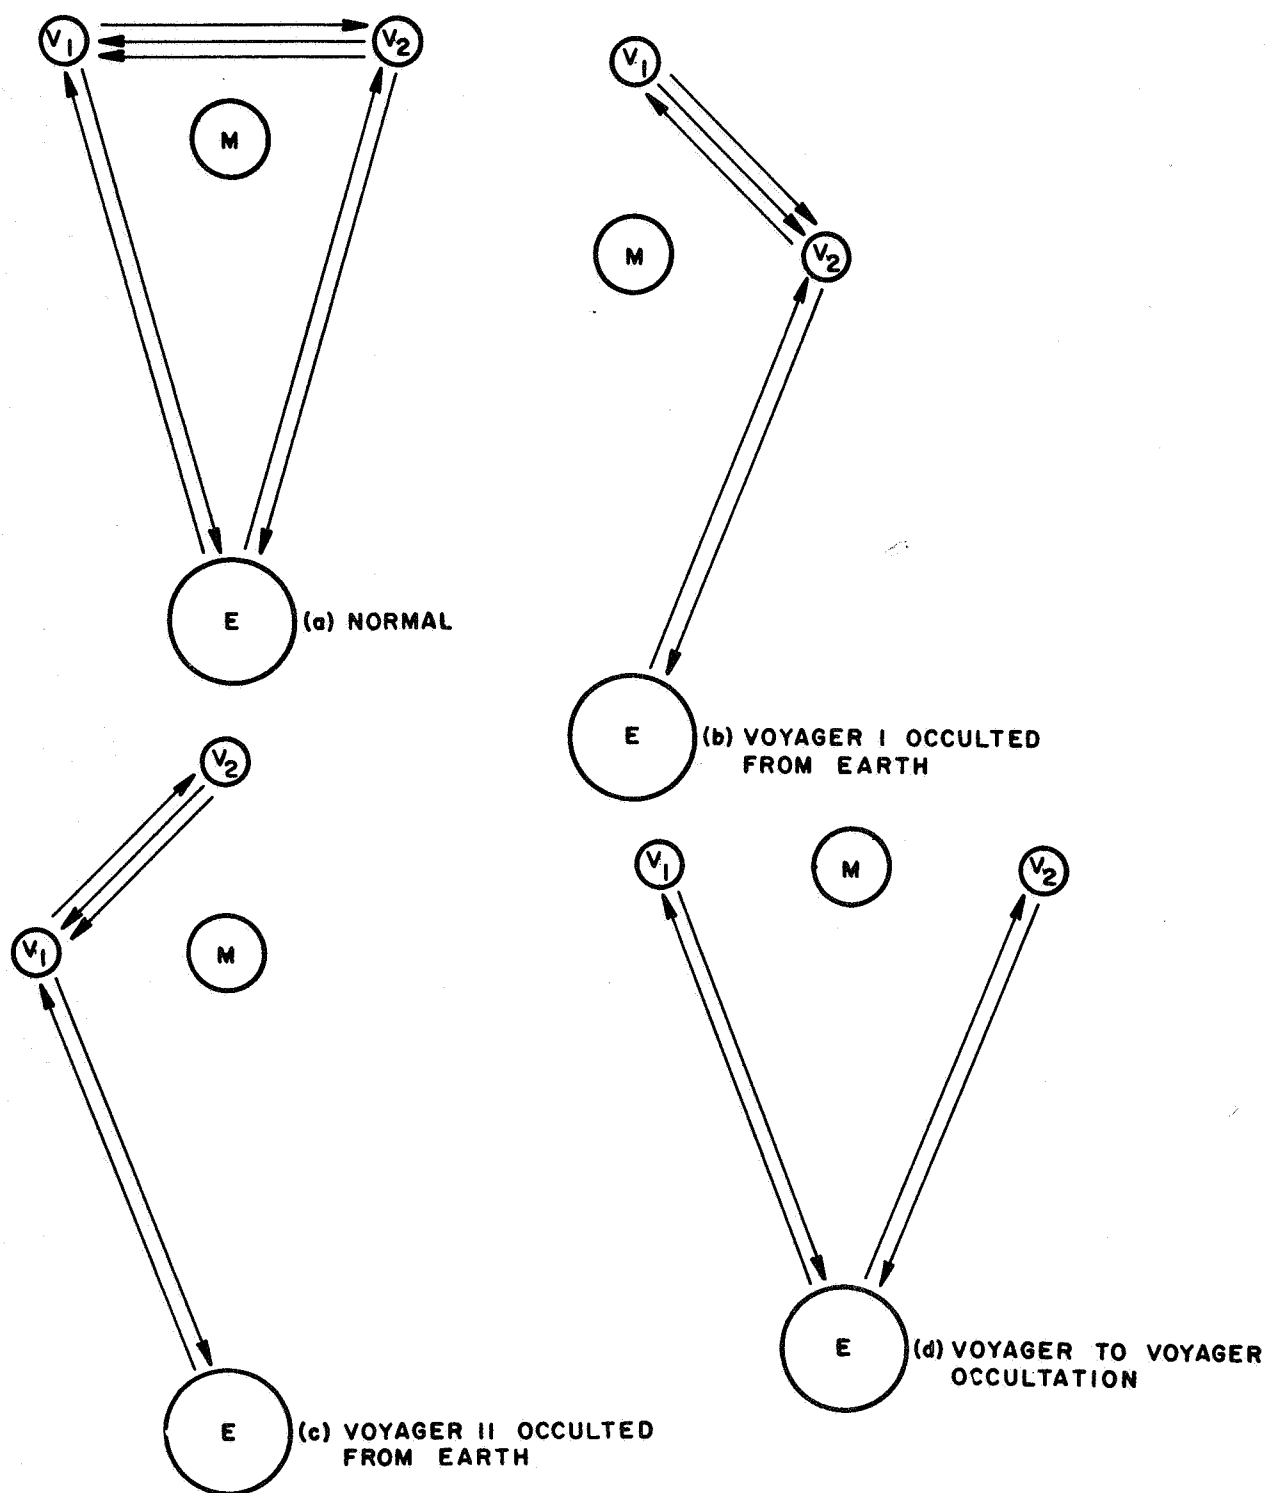 V1
V2
M
E
(a) NORMAL
V1
M
V2
E
(b) VOYAGER I OCCULTED
FROM EARTH
V2
V1
M
E
(c) VOYAGER II OCCULTED
FROM EARTH
V1
M
V2
E
(d) VOYAGER TO VOYAGER
OCCULTATION